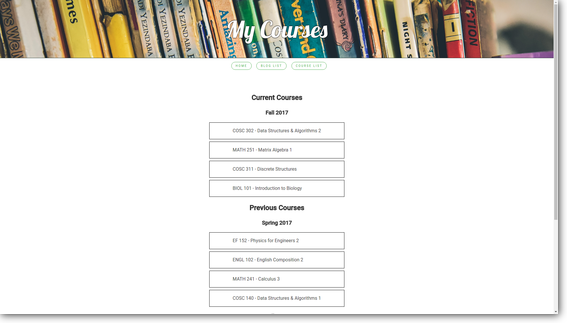 My Courses
HOME
BLOG LIST
COURSE LIST
Current Courses
Fall 2017
COSC 302 - Data Structures & Algorithms 2
MATH 251 - Matrix Algebra 1
COSC 311 - Discrete Structures
BIOL 101 - Introduction to Biology
Previous Courses
Spring 2017
EF 152 - Physics for Engineers 2
ENGL 102 - English Composition 2
MATH 241 - Calculus 3
COSC 140 - Data Structures & Algorithms 1